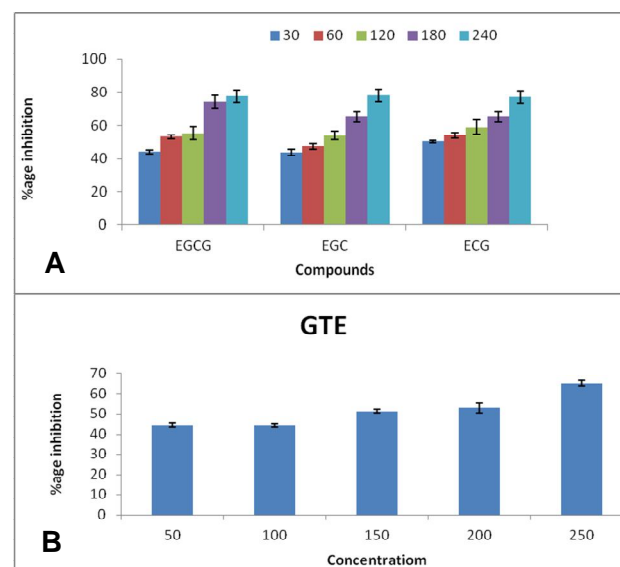 30 60 120 180 240
100
80
60
40
20
0
%age inhibition
EGCG EGC ECG
Compounds
A
GTE
70
60
50
40
30
20
10
0
%age inhibition
50 100 150 200 250
Concentratiom
B